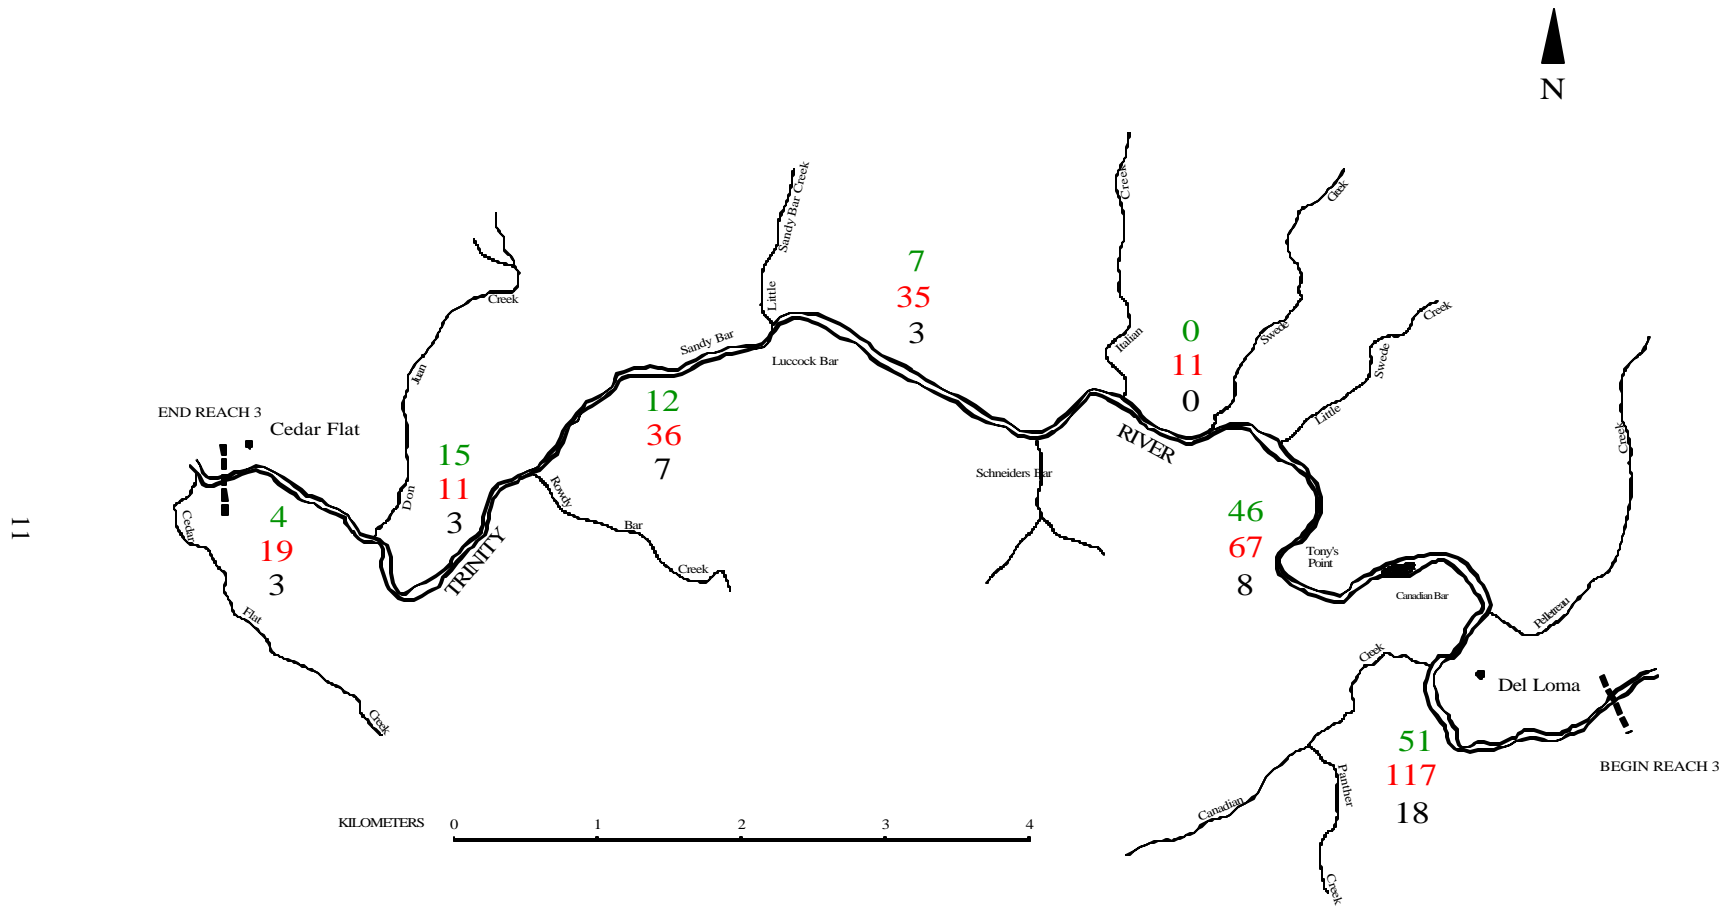 N
Creek
Creek
Sandy Bar Creek
7
35
3
Little
Creek
Creek
Italian
Swede
0
11
0
Swede
Sandy Bar
Luccock Bar
Juan
Little
END REACH 3
Cedar Flat
12
36
7
RIVER
Creek
15
11
3
Schneiders Bar
Don
Rowdy
Bar
Creek
11
Cedar
4
19
3
Flat
Creek
TRINITY
46
67
8
Tony's
Point
Canadian Bar
Pelletreau
Creek
Del Loma
51
117
18
BEGIN REACH 3
Canadian
Panther
Creek
KILOMETERS 0 1 2 3 4